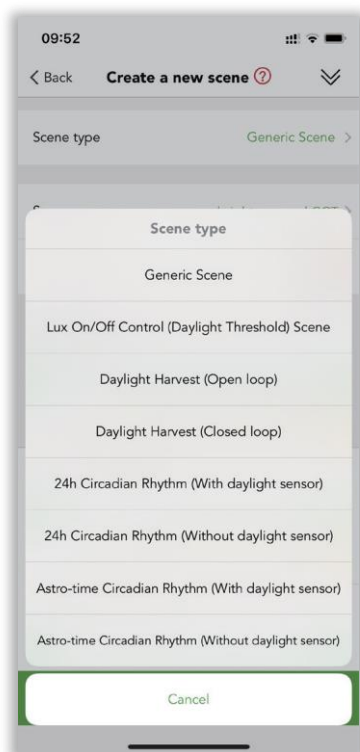 09:52
Back Create a new scene ?
Scene type Generic Scene
Scene type
Generic Scene
Lux On/Off Control (Daylight Threshold) Scene
Daylight Harvest (Open loop)
Daylight Harvest (Closed loop)
24h Circadian Rhythm (With daylight sensor)
24h Circadian Rhythm (Without daylight sensor)
Astro-time Circadian Rhythm (With daylight sensor)
Astro-time Circadian Rhythm (Without daylight sensor)
Cancel